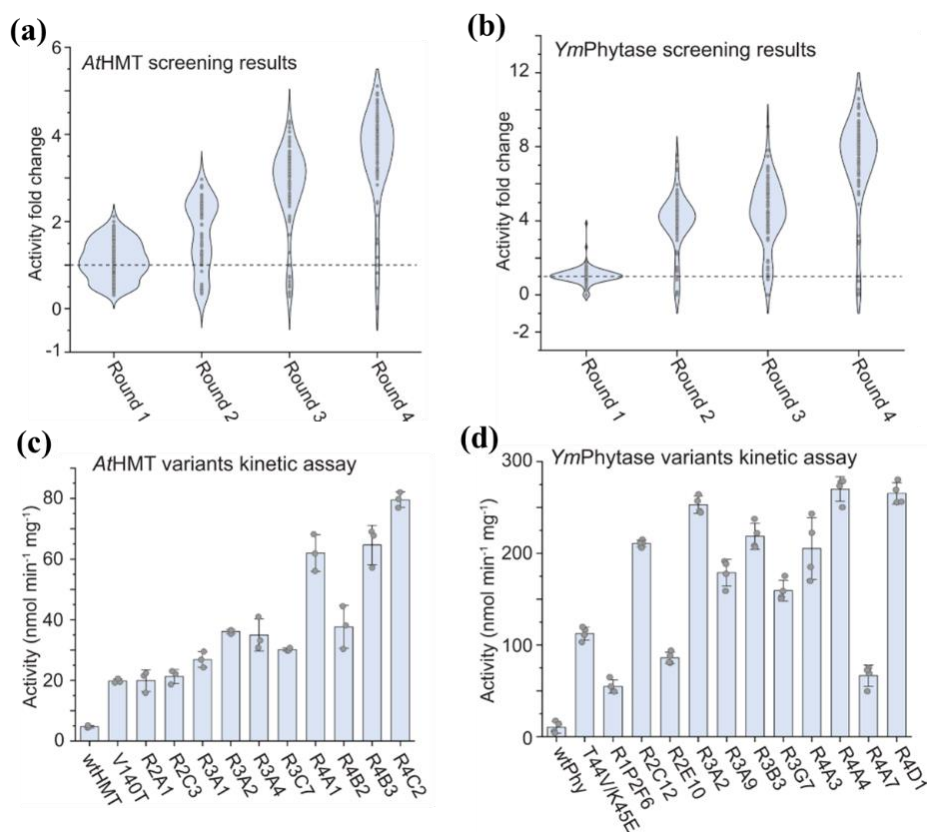 (a)
AtHMT screening results
Activity fold change
6
4
2
1
0
-1
Round 1
Round 2
Round 3
Round 4
(b)
YmPhytase screening results
Activity fold change
12
8
4
1
0
-2
Round 1
Round 2
Round 3
Round 4
(c)
AtHMT variants kinetic assay
Activity (nmol min⁻¹ mg⁻¹)
80
60
40
20
0
wtHMT
V140T
R2A1
R2C3
R3A1
R3A2
R3A4
R3C7
R4A1
R4B2
R4B3
R4C2
(d)
YmPhytase variants kinetic assay
Activity (nmol min⁻¹ mg⁻¹)
300
200
100
0
wtPhy
T44V/K45E
R1P2F6
R2C12
R2E10
R3A2
R3A9
R3B3
R3G7
R4A3
R4A4
R4A7
R4D1